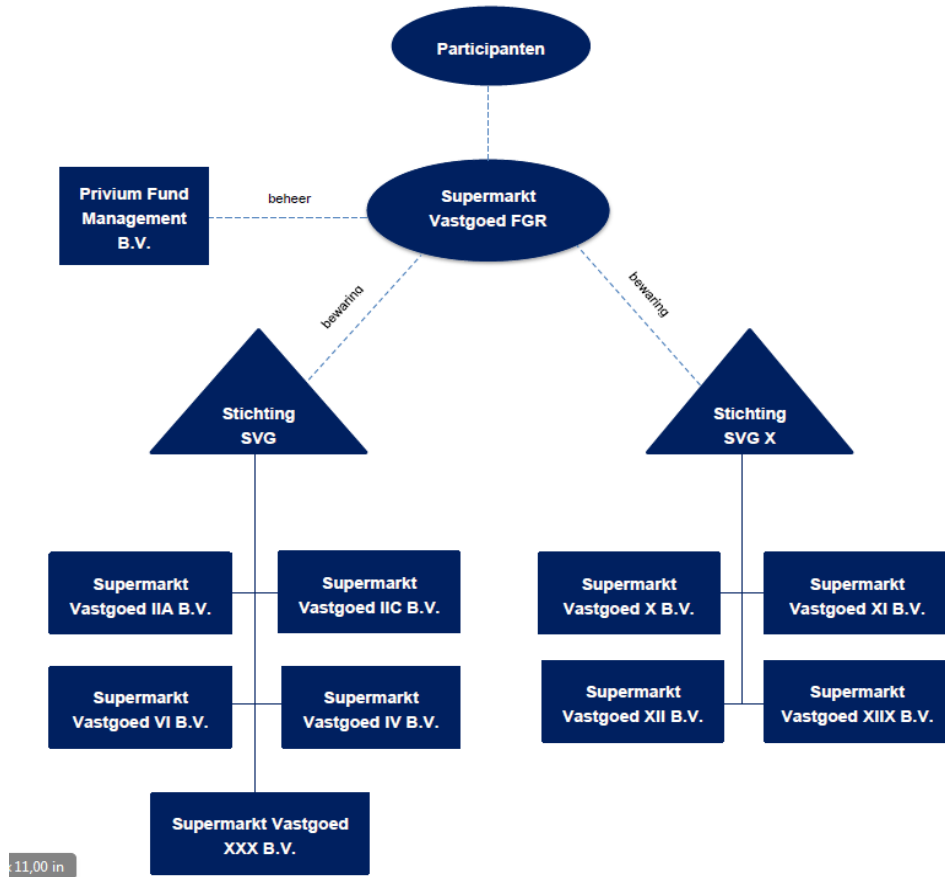 Participanten
Privium Fund
Management
B.V.
beheer
Supermarkt
Vastgoed FGR
bewaring
bewaring
Stichting
SVG
Stichting
SVG X
Supermarkt
Vastgoed IIA B.V.
Supermarkt
Vastgoed IIC B.V.
Supermarkt
Vastgoed X B.V.
Supermarkt
Vastgoed XI B.V.
Supermarkt
Vastgoed VI B.V.
Supermarkt
Vastgoed IV B.V.
Supermarkt
Vastgoed XII B.V.
Supermarkt
Vastgoed XIIX B.V.
Supermarkt Vastgoed
XXX B.V.
11,00 in